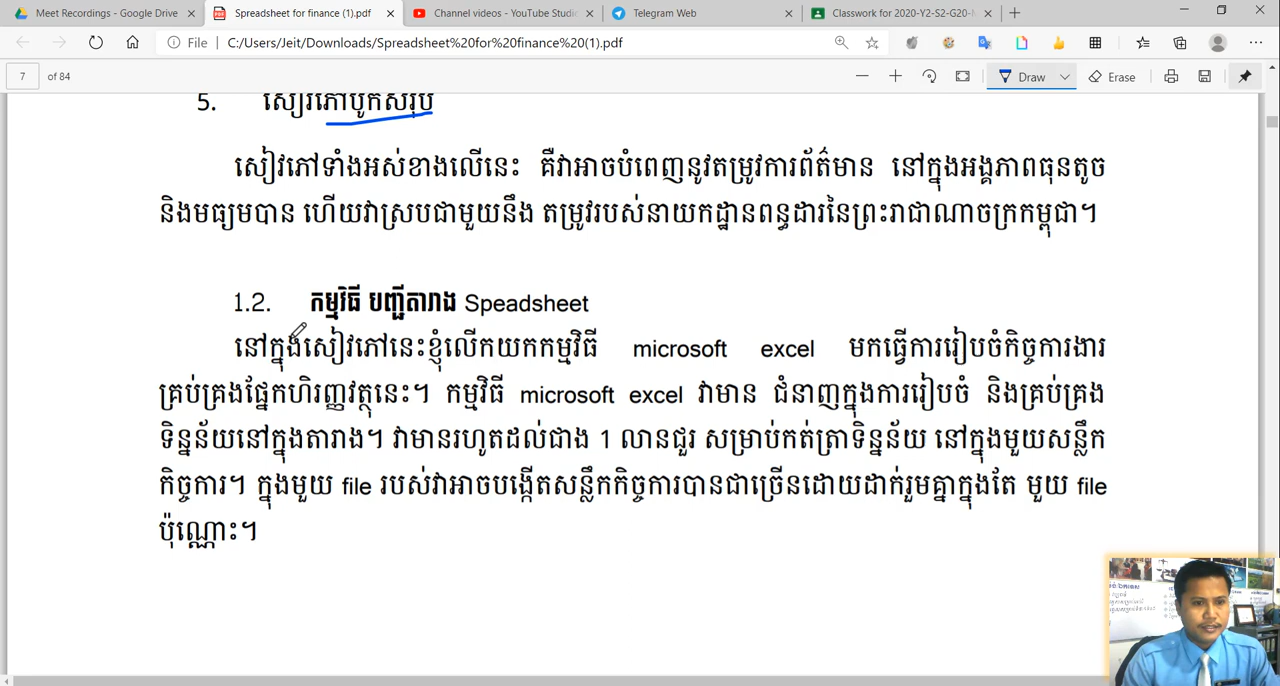 Meet Recordings - Google Drive
Spreadsheet for finance (1).pdf
Channel videos - YouTube Studio
Telegram Web
Classwork for 2020-Y2-S2-G20-
File
C:/Users/Jeit/Downloads/Spreadsheet%20for%20finance%20(1).pdf
7 of 84
Draw
Erase
5. សៀវភៅបូកសរុប
សៀវភៅទាំងអស់ខាងលើនេះ គឺវាអាចបំពេញនូវតម្រូវការព័ត៌មាន នៅក្នុងអង្គភាពធុនតូច
និងមធ្យមបាន ហើយវាស្របជាមួយនឹង តម្រូវរបស់នាយកដ្ឋានពន្ធដារនៃព្រះរាជាណាចក្រកម្ពុជា។
1.2. កម្មវិធី បញ្ជីតារាង Speadsheet
នៅក្នុងសៀវភៅនេះខ្ញុំលើកយកកម្មវិធី microsoft excel មកធ្វើការរៀបចំកិច្ចការងារ
គ្រប់គ្រងផ្នែកហិរញ្ញវត្ថុនេះ។ កម្មវិធី microsoft excel វាមាន ជំនាញក្នុងការរៀបចំ និងគ្រប់គ្រង
ទិន្នន័យនៅក្នុងតារាង។ វាមានរហូតដល់ជាង 1 លានជួរ សម្រាប់កត់ត្រាទិន្នន័យ នៅក្នុងមួយសន្លឹក
កិច្ចការ។ ក្នុងមួយ file របស់វាអាចបង្កើតសន្លឹកកិច្ចការបានជាច្រើនដោយដាក់រួមគ្នាក្នុងតែ មួយ file
ប៉ុណ្ណោះ។